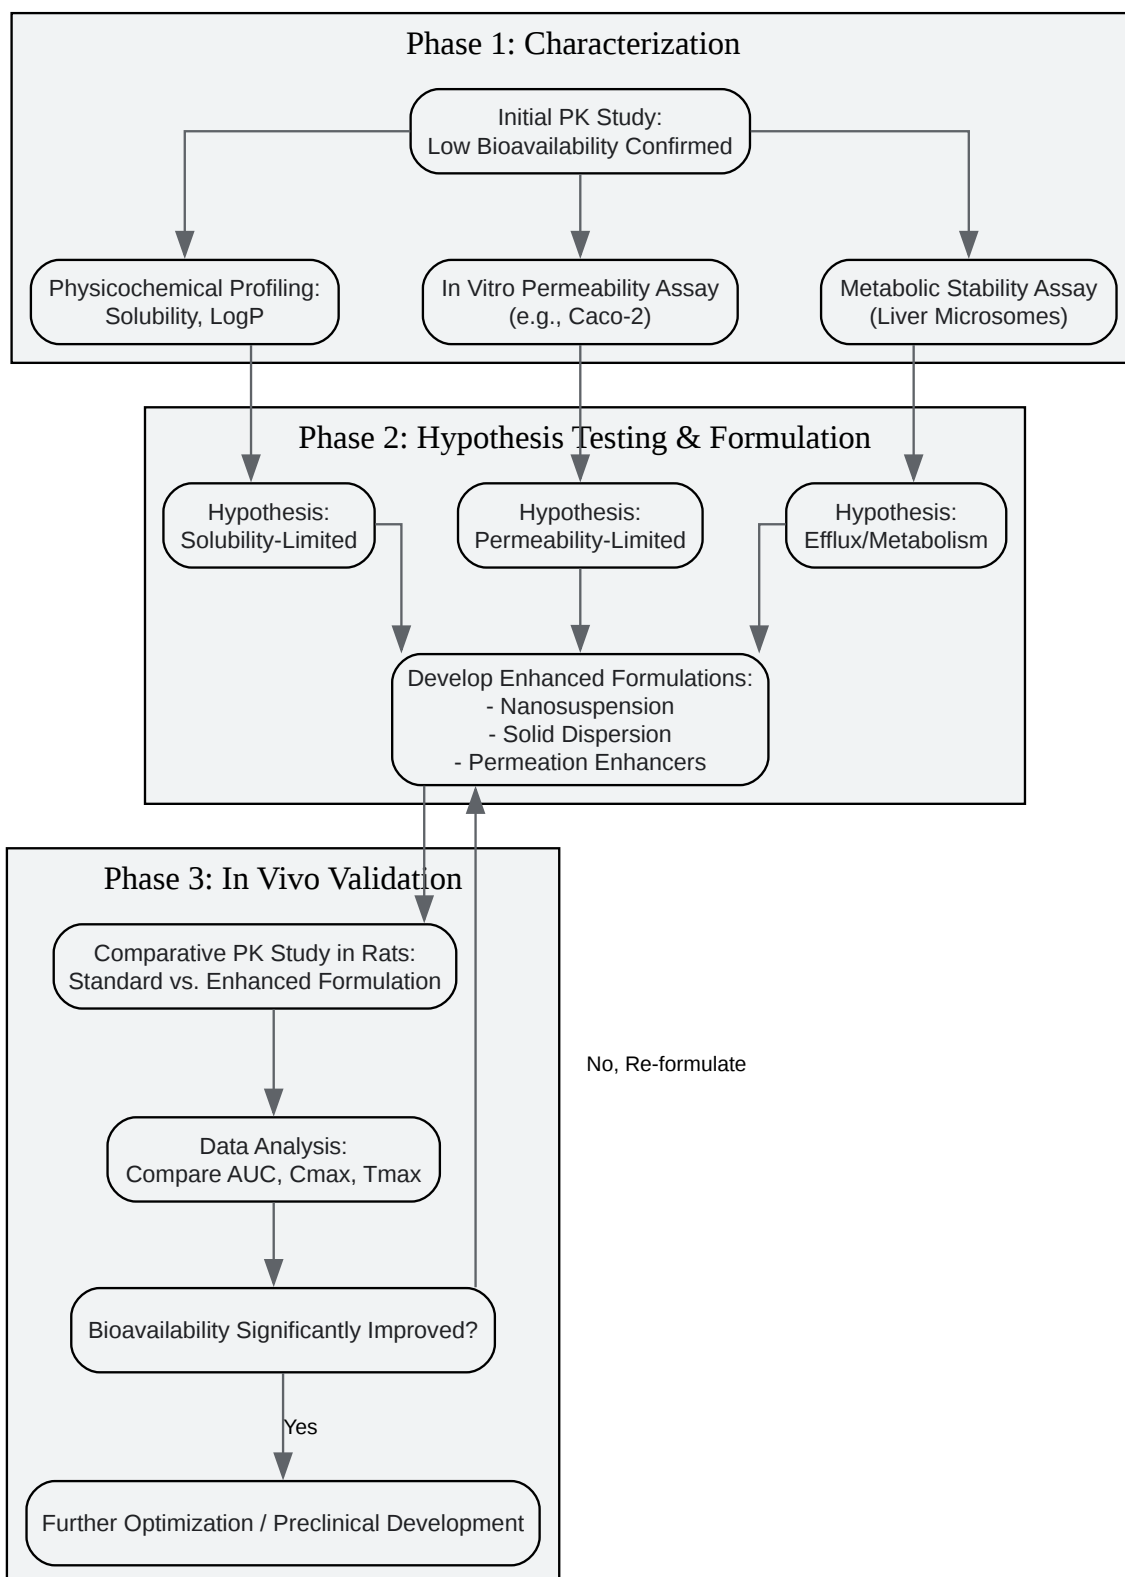 Phase 1: Characterization
Initial PK Study:
Low Bioavailability Confirmed
Physicochemical Profiling:
Solubility, LogP
In Vitro Permeability Assay
(e.g., Caco-2)
Metabolic Stability Assay
(Liver Microsomes)
Phase 2: Hypothesis Testing & Formulation
Hypothesis:
Solubility-Limited
Hypothesis:
Permeability-Limited
Hypothesis:
Efflux/Metabolism
Develop Enhanced Formulations:
- Nanosuspension
- Solid Dispersion
- Permeation Enhancers
Phase 3: In Vivo Validation
Comparative PK Study in Rats:
Standard vs. Enhanced Formulation
No, Re-formulate
Data Analysis:
Compare AUC, Cmax, Tmax
Bioavailability Significantly Improved?
Yes
Further Optimization / Preclinical Development